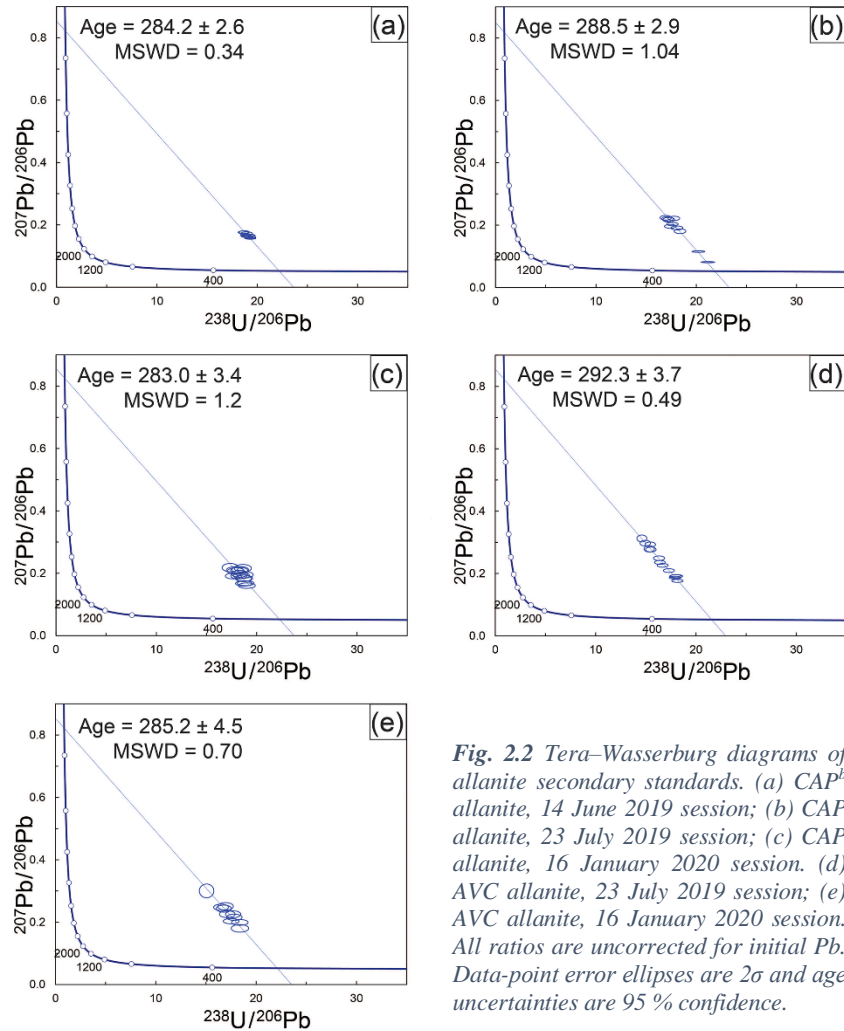 Age = 284.2 ± 2.6
MSWD = 0.34
(a)
0.8
0.6
0.4
0.2
0.0
²⁰⁷Pb/²⁰⁶Pb
2000
1200
400
0 10 20 30
²³⁸U/²⁰⁶Pb
Age = 288.5 ± 2.9
MSWD = 1.04
(b)
0.8
0.6
0.4
0.2
0.0
²⁰⁷Pb/²⁰⁶Pb
2000
1200
400
0 10 20 30
²³⁸U/²⁰⁶Pb
Age = 283.0 ± 3.4
MSWD = 1.2
(c)
0.8
0.6
0.4
0.2
0.0
²⁰⁷Pb/²⁰⁶Pb
2000
1200
400
0 10 20 30
²³⁸U/²⁰⁶Pb
Age = 292.3 ± 3.7
MSWD = 0.49
(d)
0.8
0.6
0.4
0.2
0.0
²⁰⁷Pb/²⁰⁶Pb
2000
1200
400
0 10 20 30
²³⁸U/²⁰⁶Pb
Age = 285.2 ± 4.5
MSWD = 0.70
(e)
0.8
0.6
0.4
0.2
0.0
²⁰⁷Pb/²⁰⁶Pb
2000
1200
400
0 10 20 30
²³⁸U/²⁰⁶Pb
Fig. 2.2 Tera–Wasserburg diagrams of
allanite secondary standards. (a) CAPᵇ
allanite, 14 June 2019 session; (b) CAP
allanite, 23 July 2019 session; (c) CAP
allanite, 16 January 2020 session. (d)
AVC allanite, 23 July 2019 session; (e)
AVC allanite, 16 January 2020 session.
All ratios are uncorrected for initial Pb.
Data-point error ellipses are 2σ and age
uncertainties are 95 % confidence.